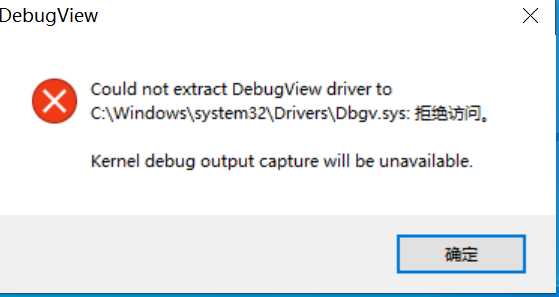 DebugView
Could not extract DebugView driver to
C:\Windows\system32\Drivers\Dbgv.sys: 拒绝访问。
Kernel debug output capture will be unavailable.
确定